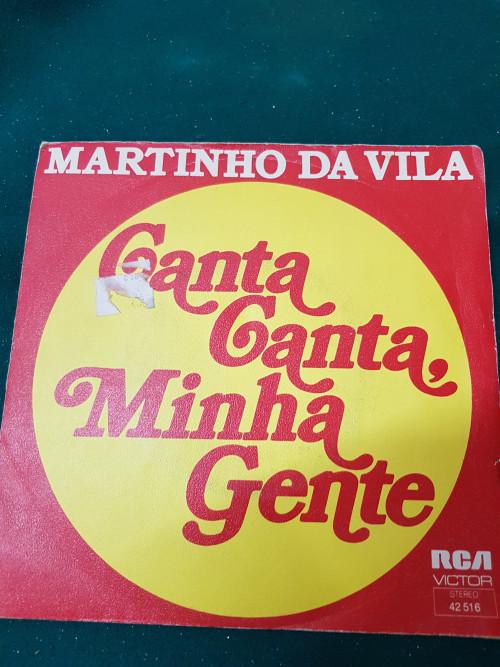 MARTINHO DA VILA
Canta
Canta,
Minha
Gente
RCA
VICTOR
STEREO
42 516